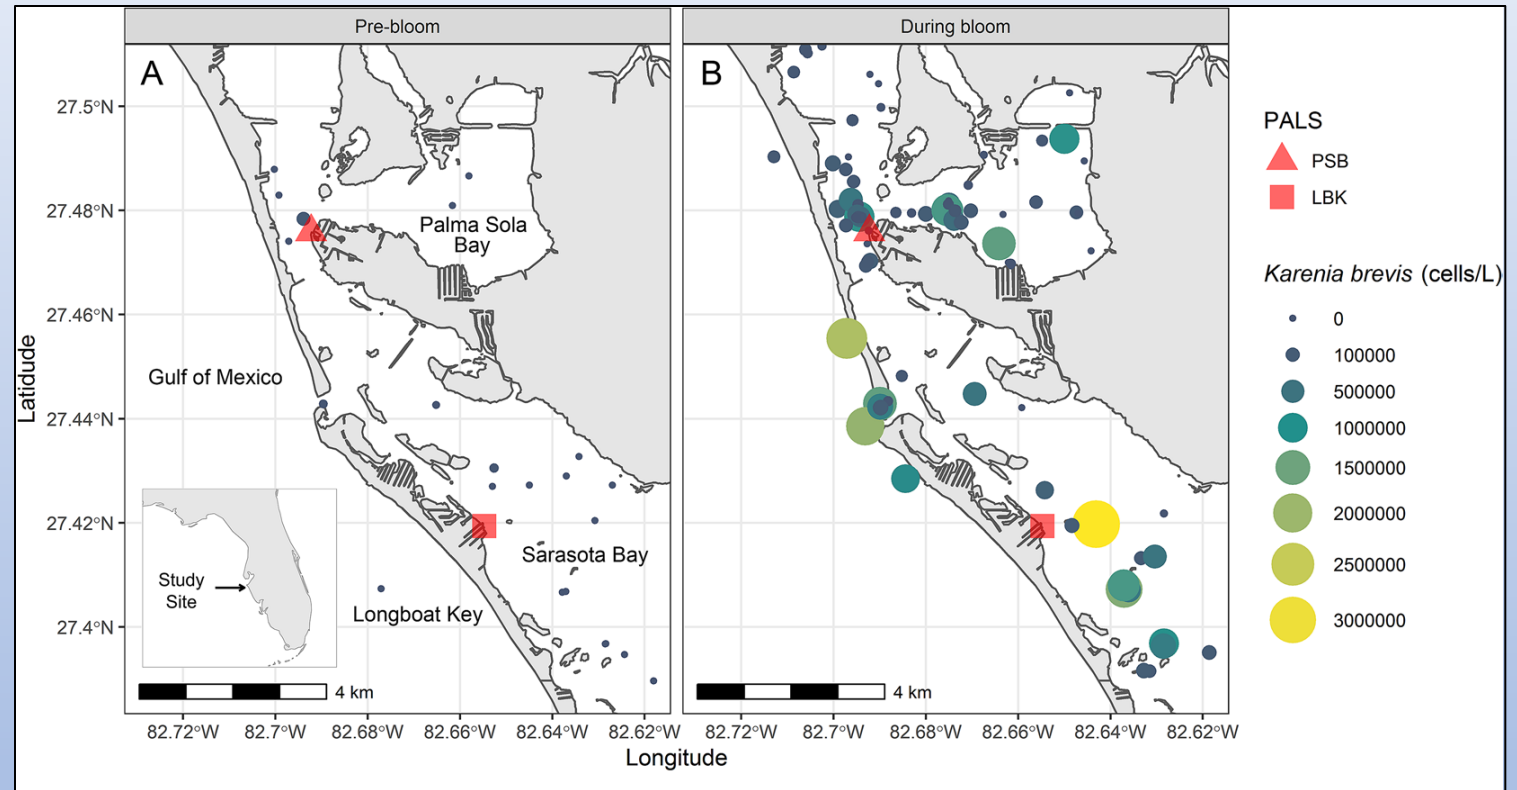 Pre-bloom
During bloom
A
B
27.5°N
27.48°N
27.46°N
27.44°N
27.42°N
27.4°N
Latidude
Palma Sola
Bay
Gulf of Mexico
Study
Site
Sarasota Bay
Longboat Key
4 km
4 km
82.72°W
82.7°W
82.68°W
82.66°W
82.64°W
82.62°W
82.72°W
82.7°W
82.68°W
82.66°W
82.64°W
82.62°W
Longitude
PALS
PSB
LBK
Karenia brevis (cells/L)
0
100000
500000
1000000
1500000
2000000
2500000
3000000